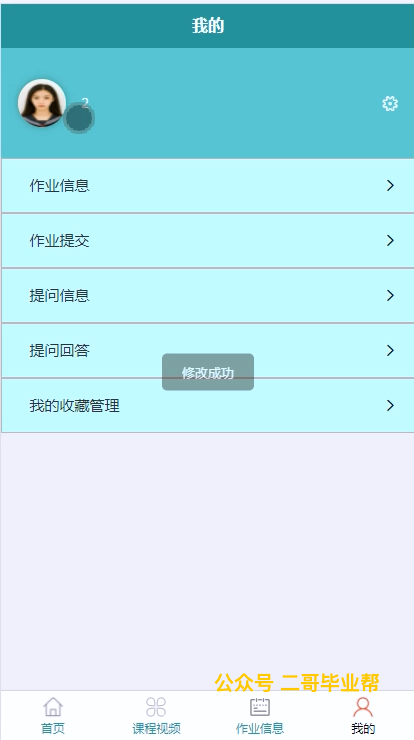 我的
2
作业信息
作业提交
提问信息
提问回答
修改成功
我的收藏管理
公众号 二哥毕业帮
首页
课程视频
作业信息
我的